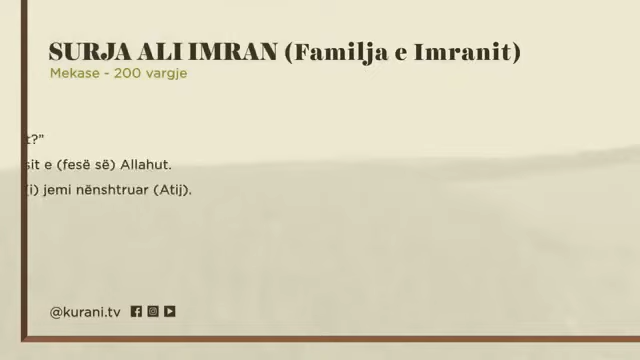 SURJA ALI IMRAN (Familja e Imranit)
Mekase - 200 vargje
t?"
sit e (fesë së) Allahut.
(i) jemi nënshtruar (Atij).
@kurani.tv